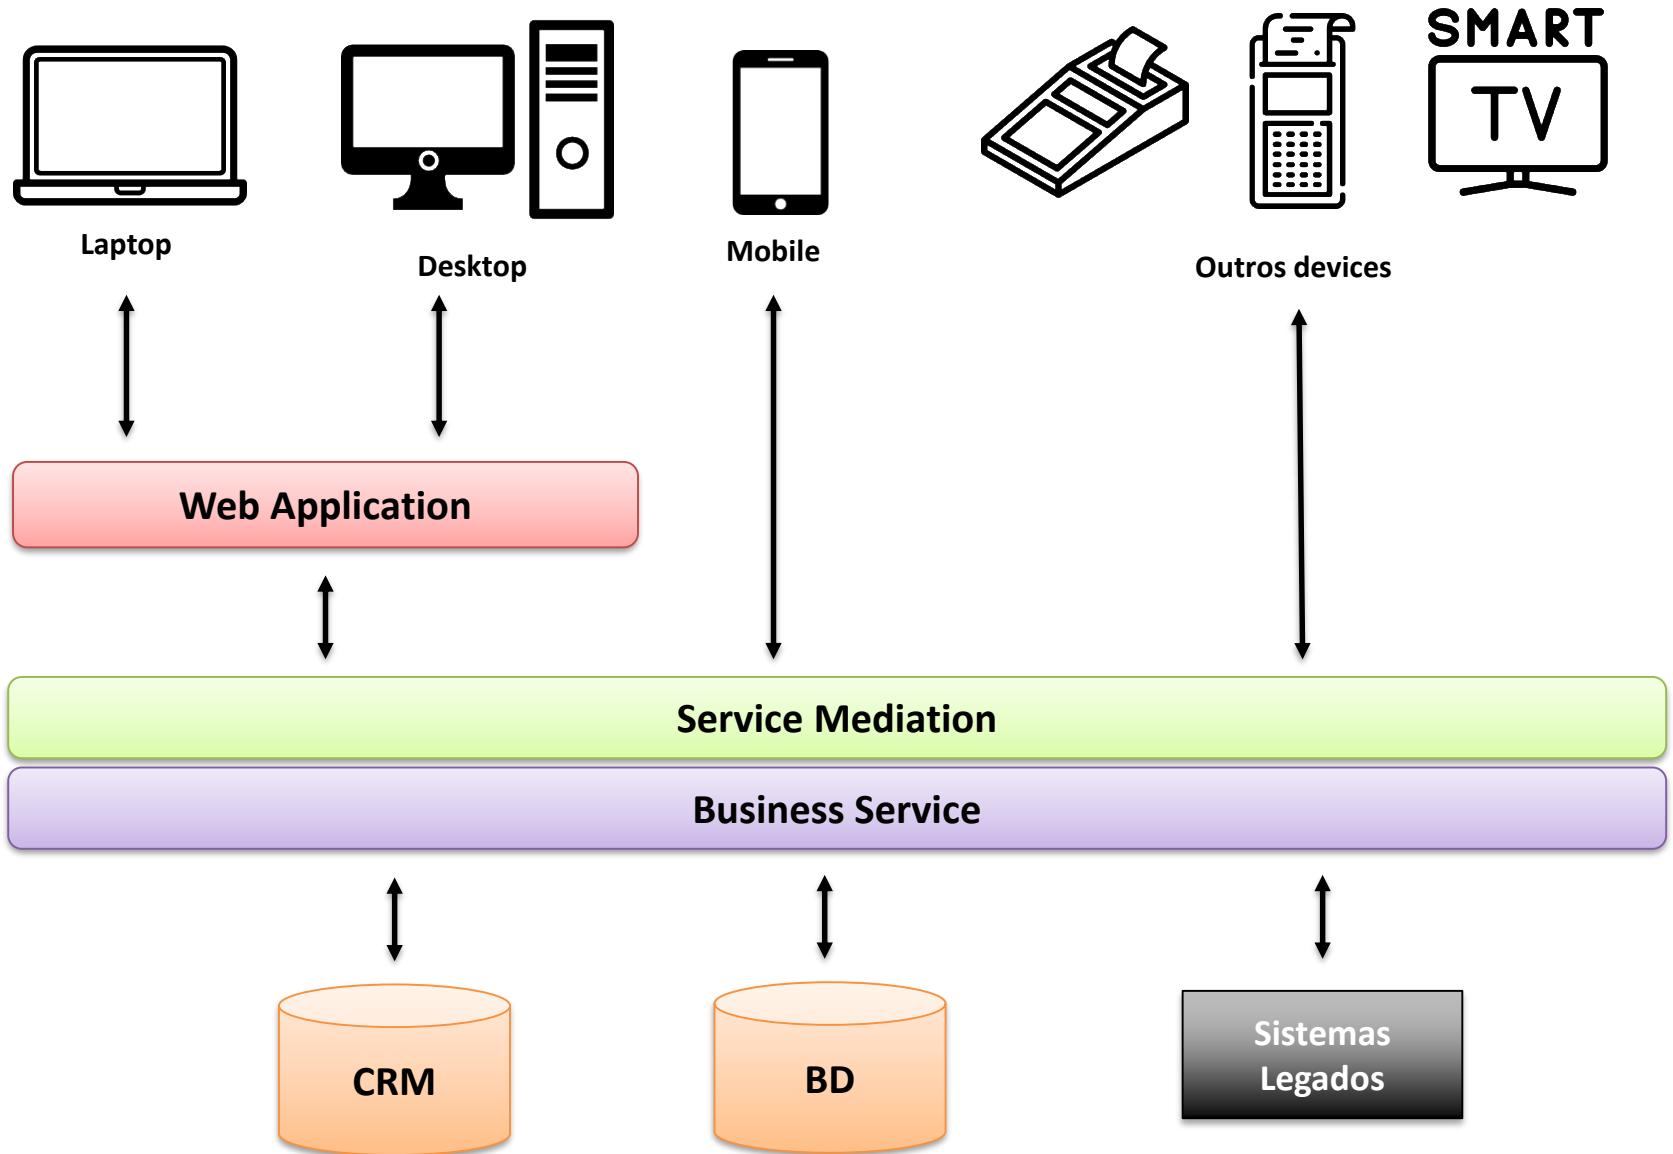 SMART
TV
Laptop
Desktop
Mobile
Outros devices
Web Application
Service Mediation
Business Service
CRM
BD
Sistemas
Legados